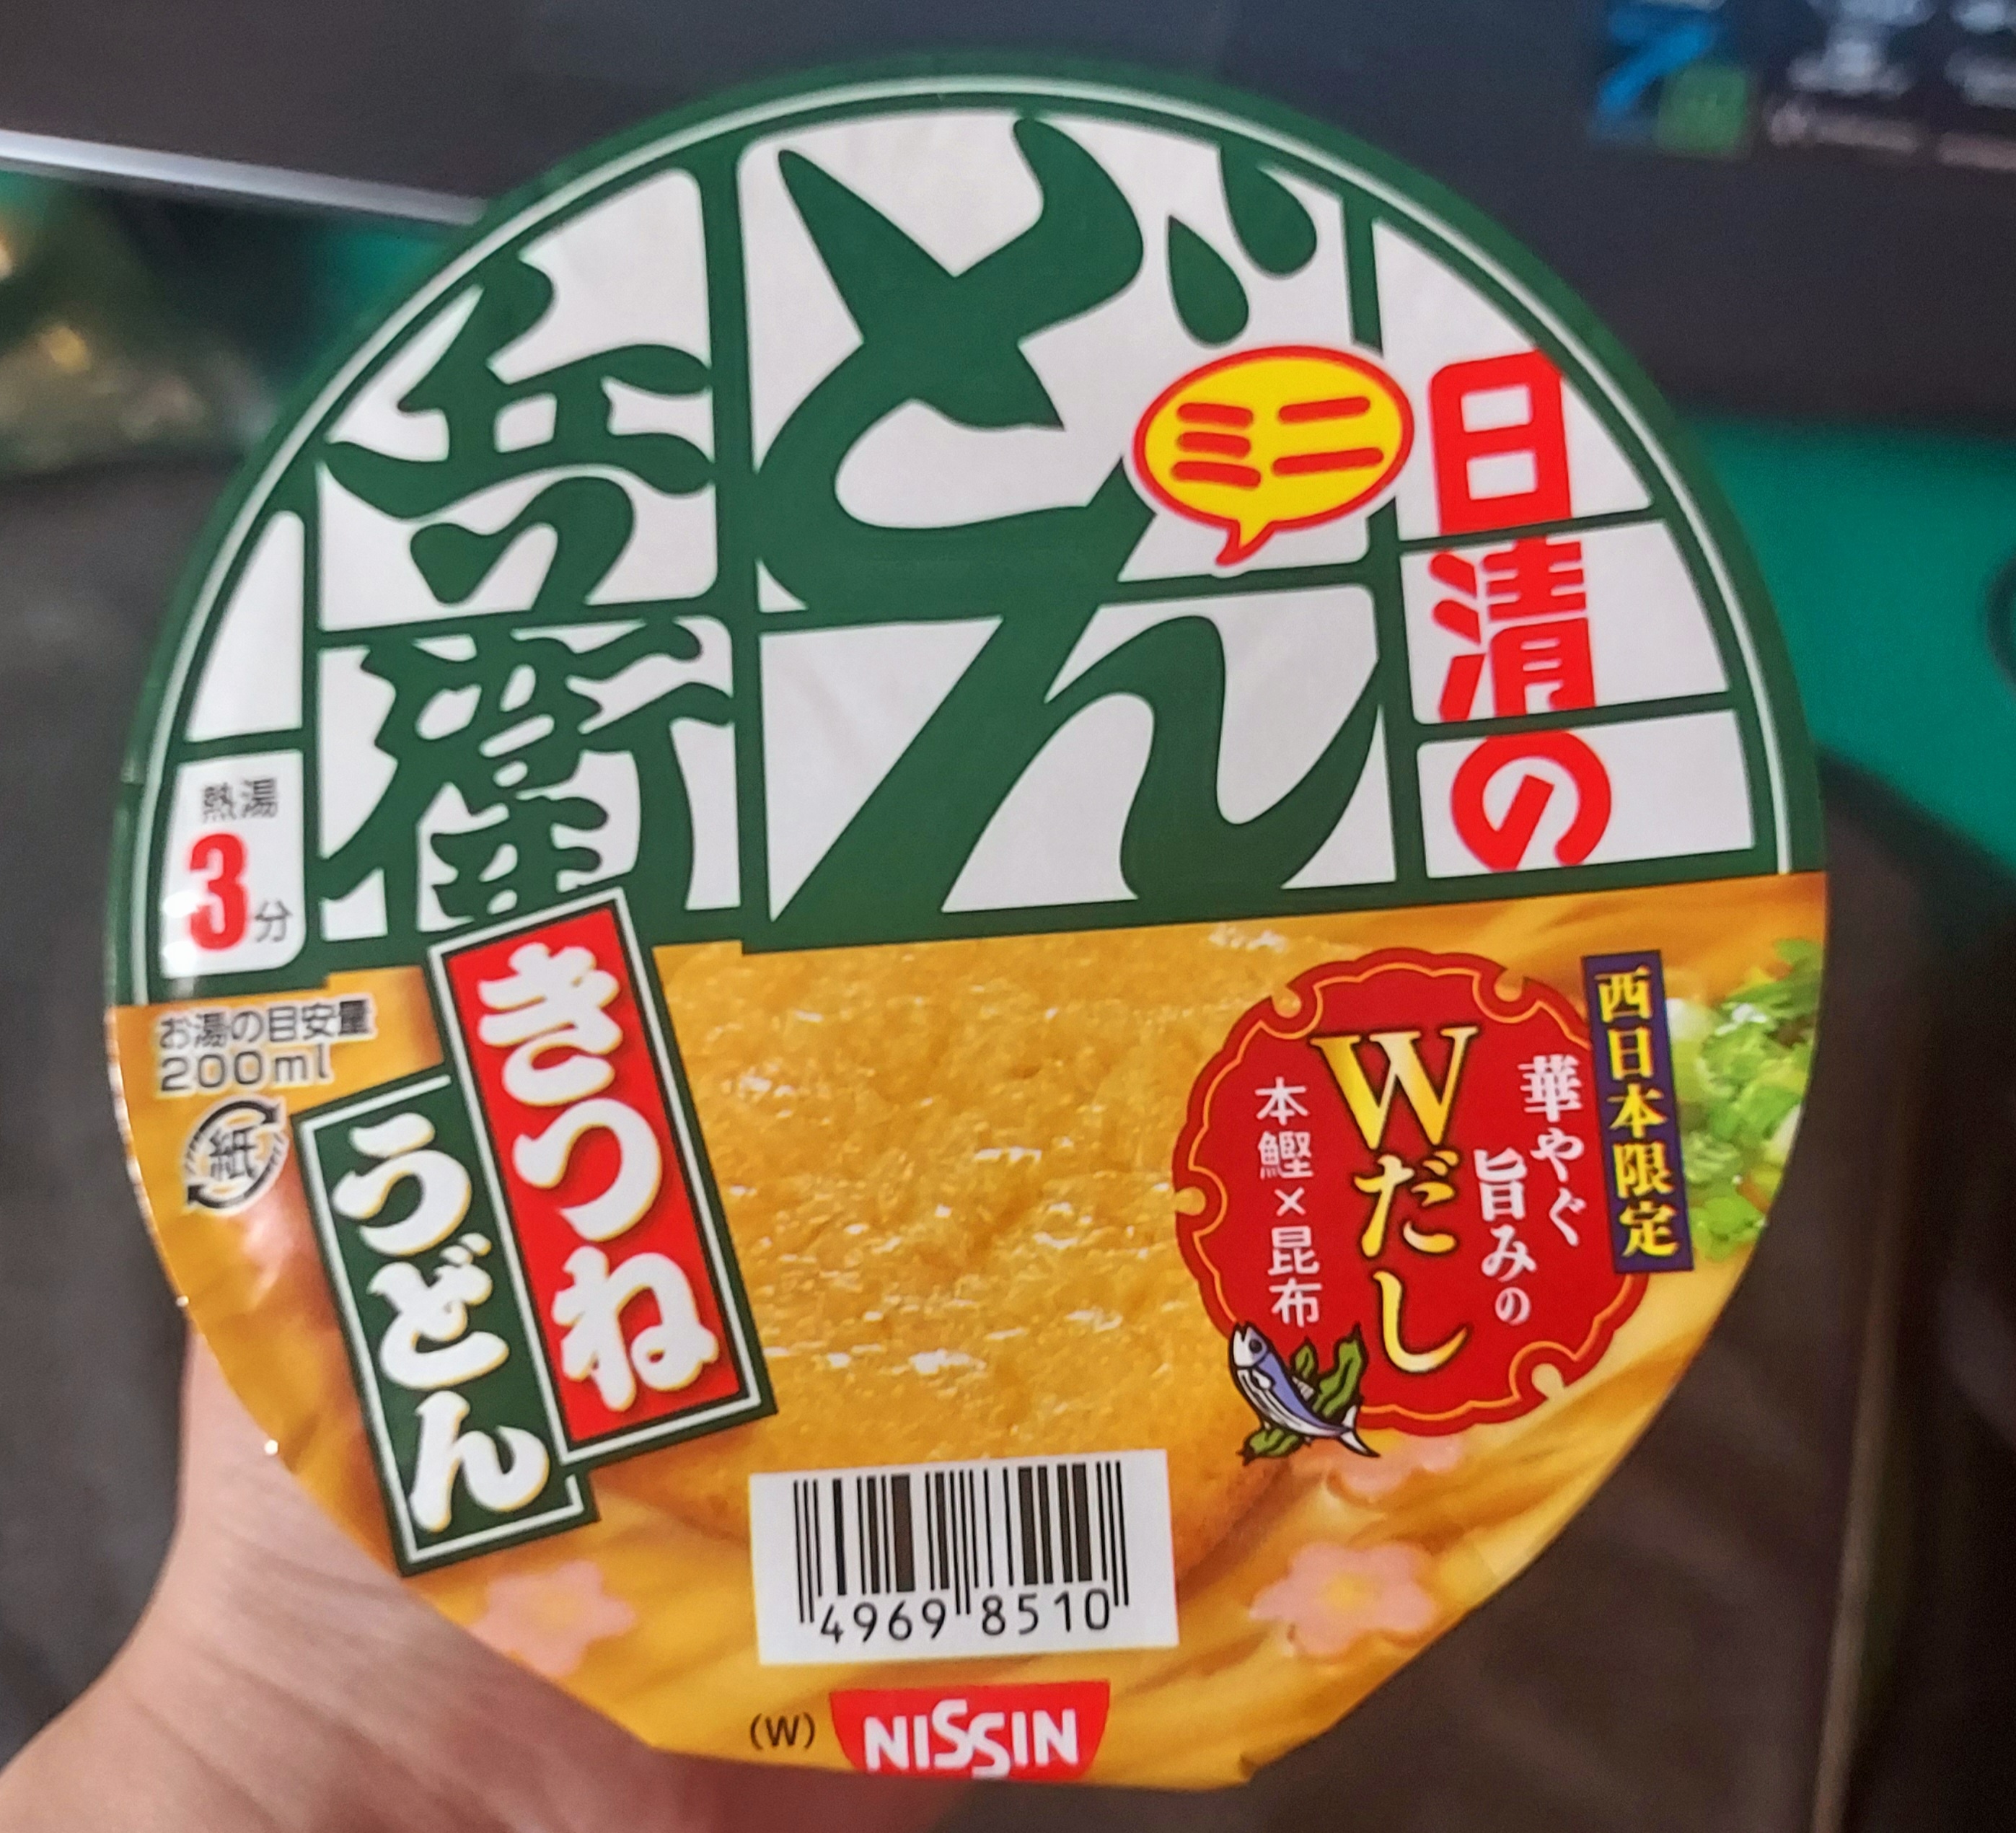 日清の
どん
兵衛
ミニ
熱湯
3分
お湯の目安量
200ml
紙
きつね
うどん
西日本限定
華やぐ
旨みの
Wだし
本鰹×昆布
4969 8510
(W)
NISSIN